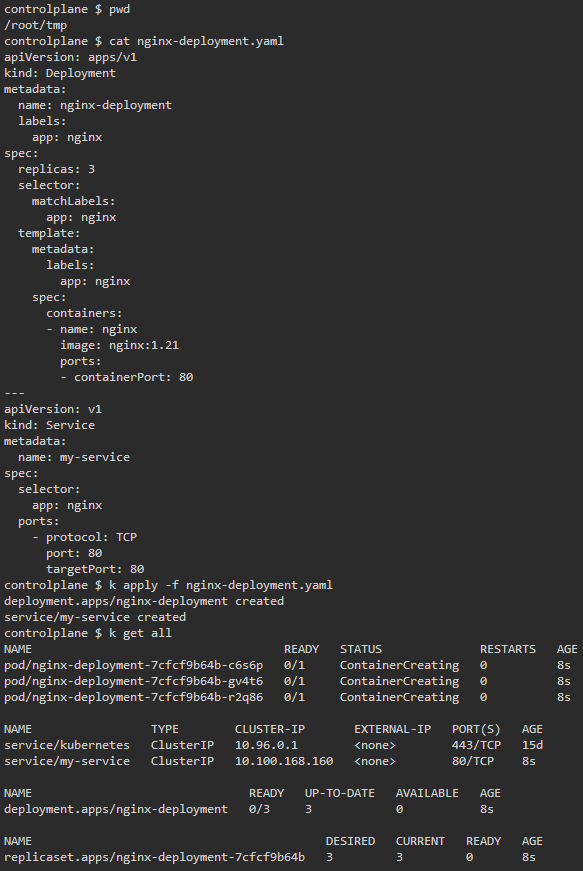 controlplane $ pwd
/root/tmp
controlplane $ cat nginx-deployment.yaml
apiVersion: apps/v1
kind: Deployment
metadata:
  name: nginx-deployment
  labels:
    app: nginx
spec:
  replicas: 3
  selector:
    matchLabels:
      app: nginx
  template:
    metadata:
      labels:
        app: nginx
    spec:
      containers:
      - name: nginx
        image: nginx:1.21
        ports:
        - containerPort: 80
---
apiVersion: v1
kind: Service
metadata:
  name: my-service
spec:
  selector:
    app: nginx
  ports:
    - protocol: TCP
      port: 80
      targetPort: 80
controlplane $ k apply -f nginx-deployment.yaml
deployment.apps/nginx-deployment created
service/my-service created
controlplane $ k get all
NAME                                    READY   STATUS              RESTARTS   AGE
pod/nginx-deployment-7cfcf9b64b-c6s6p   0/1     ContainerCreating   0          8s
pod/nginx-deployment-7cfcf9b64b-gv4t6   0/1     ContainerCreating   0          8s
pod/nginx-deployment-7cfcf9b64b-r2q86   0/1     ContainerCreating   0          8s

NAME                 TYPE        CLUSTER-IP       EXTERNAL-IP   PORT(S)   AGE
service/kubernetes   ClusterIP   10.96.0.1        <none>        443/TCP   15d
service/my-service   ClusterIP   10.100.168.160   <none>        80/TCP    8s

NAME                               READY   UP-TO-DATE   AVAILABLE   AGE
deployment.apps/nginx-deployment   0/3     3            0           8s

NAME                                          DESIRED   CURRENT   READY   AGE
replicaset.apps/nginx-deployment-7cfcf9b64b   3         3         0       8s